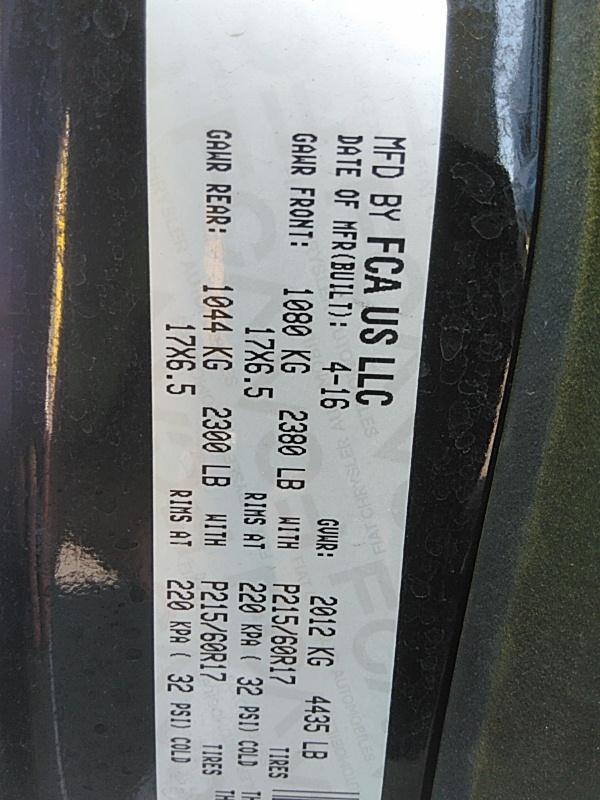 MFD BY FCA US LLC
DATE OF MFR(BUILT): 4-16 GVWR: 2012 KG 4435 LB
GAWR FRONT: 1080 KG 2380 LB WITH P215/60R17 TIRES
17X6.5 RIMS AT 220 KPA ( 32 PSI) COLD
GAWR REAR: 1044 KG 2300 LB WITH P215/60R17 TIRES
17X6.5 RIMS AT 220 KPA ( 32 PSI) COLD